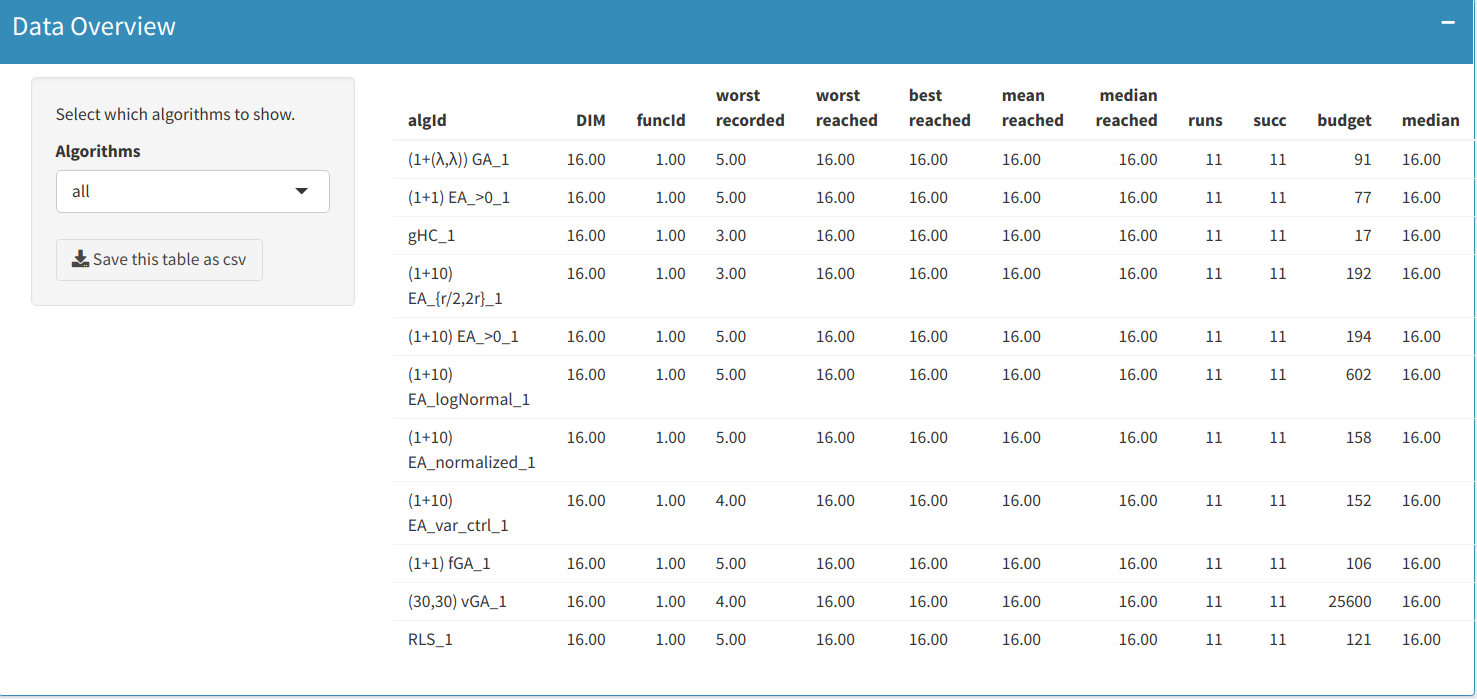 Data Overview
Select which algorithms to show.
Algorithms
all
Save this table as csv
worst worst best mean median
algId DIM funcId recorded reached reached reached reached runs succ budget median
(1+(λ,λ)) GA_1 16.00 1.00 5.00 16.00 16.00 16.00 16.00 11 11 91 16.00
(1+1) EA_>0_1 16.00 1.00 5.00 16.00 16.00 16.00 16.00 11 11 77 16.00
gHC_1 16.00 1.00 3.00 16.00 16.00 16.00 16.00 11 11 17 16.00
(1+10) 16.00 1.00 3.00 16.00 16.00 16.00 16.00 11 11 192 16.00
EA_{r/2,2r}_1
(1+10) EA_>0_1 16.00 1.00 5.00 16.00 16.00 16.00 16.00 11 11 194 16.00
(1+10) 16.00 1.00 5.00 16.00 16.00 16.00 16.00 11 11 602 16.00
EA_logNormal_1
(1+10) 16.00 1.00 5.00 16.00 16.00 16.00 16.00 11 11 158 16.00
EA_normalized_1
(1+10) 16.00 1.00 4.00 16.00 16.00 16.00 16.00 11 11 152 16.00
EA_var_ctrl_1
(1+1) fGA_1 16.00 1.00 5.00 16.00 16.00 16.00 16.00 11 11 106 16.00
(30,30) vGA_1 16.00 1.00 4.00 16.00 16.00 16.00 16.00 11 11 25600 16.00
RLS_1 16.00 1.00 5.00 16.00 16.00 16.00 16.00 11 11 121 16.00